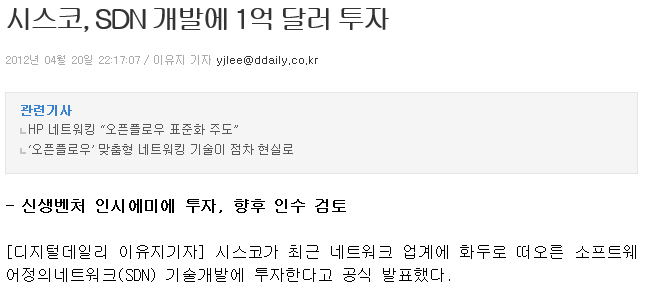 시스코, SDN 개발에 1억 달러 투자
2012년 04월 20일 22:17:07 / 이유지 기자 yjlee@ddaily.co.kr
관련기사
HP 네트워킹 “오픈플로우 표준화 주도”
‘오픈플로우’ 맞춤형 네트워킹 기술이 점차 현실로
- 신생벤처 인시에미에 투자, 향후 인수 검토
[디지털데일리 이유지기자] 시스코가 최근 네트워크 업계에 화두로 떠오른 소프트웨
어정의네트워크(SDN) 기술개발에 투자한다고 공식 발표했다.